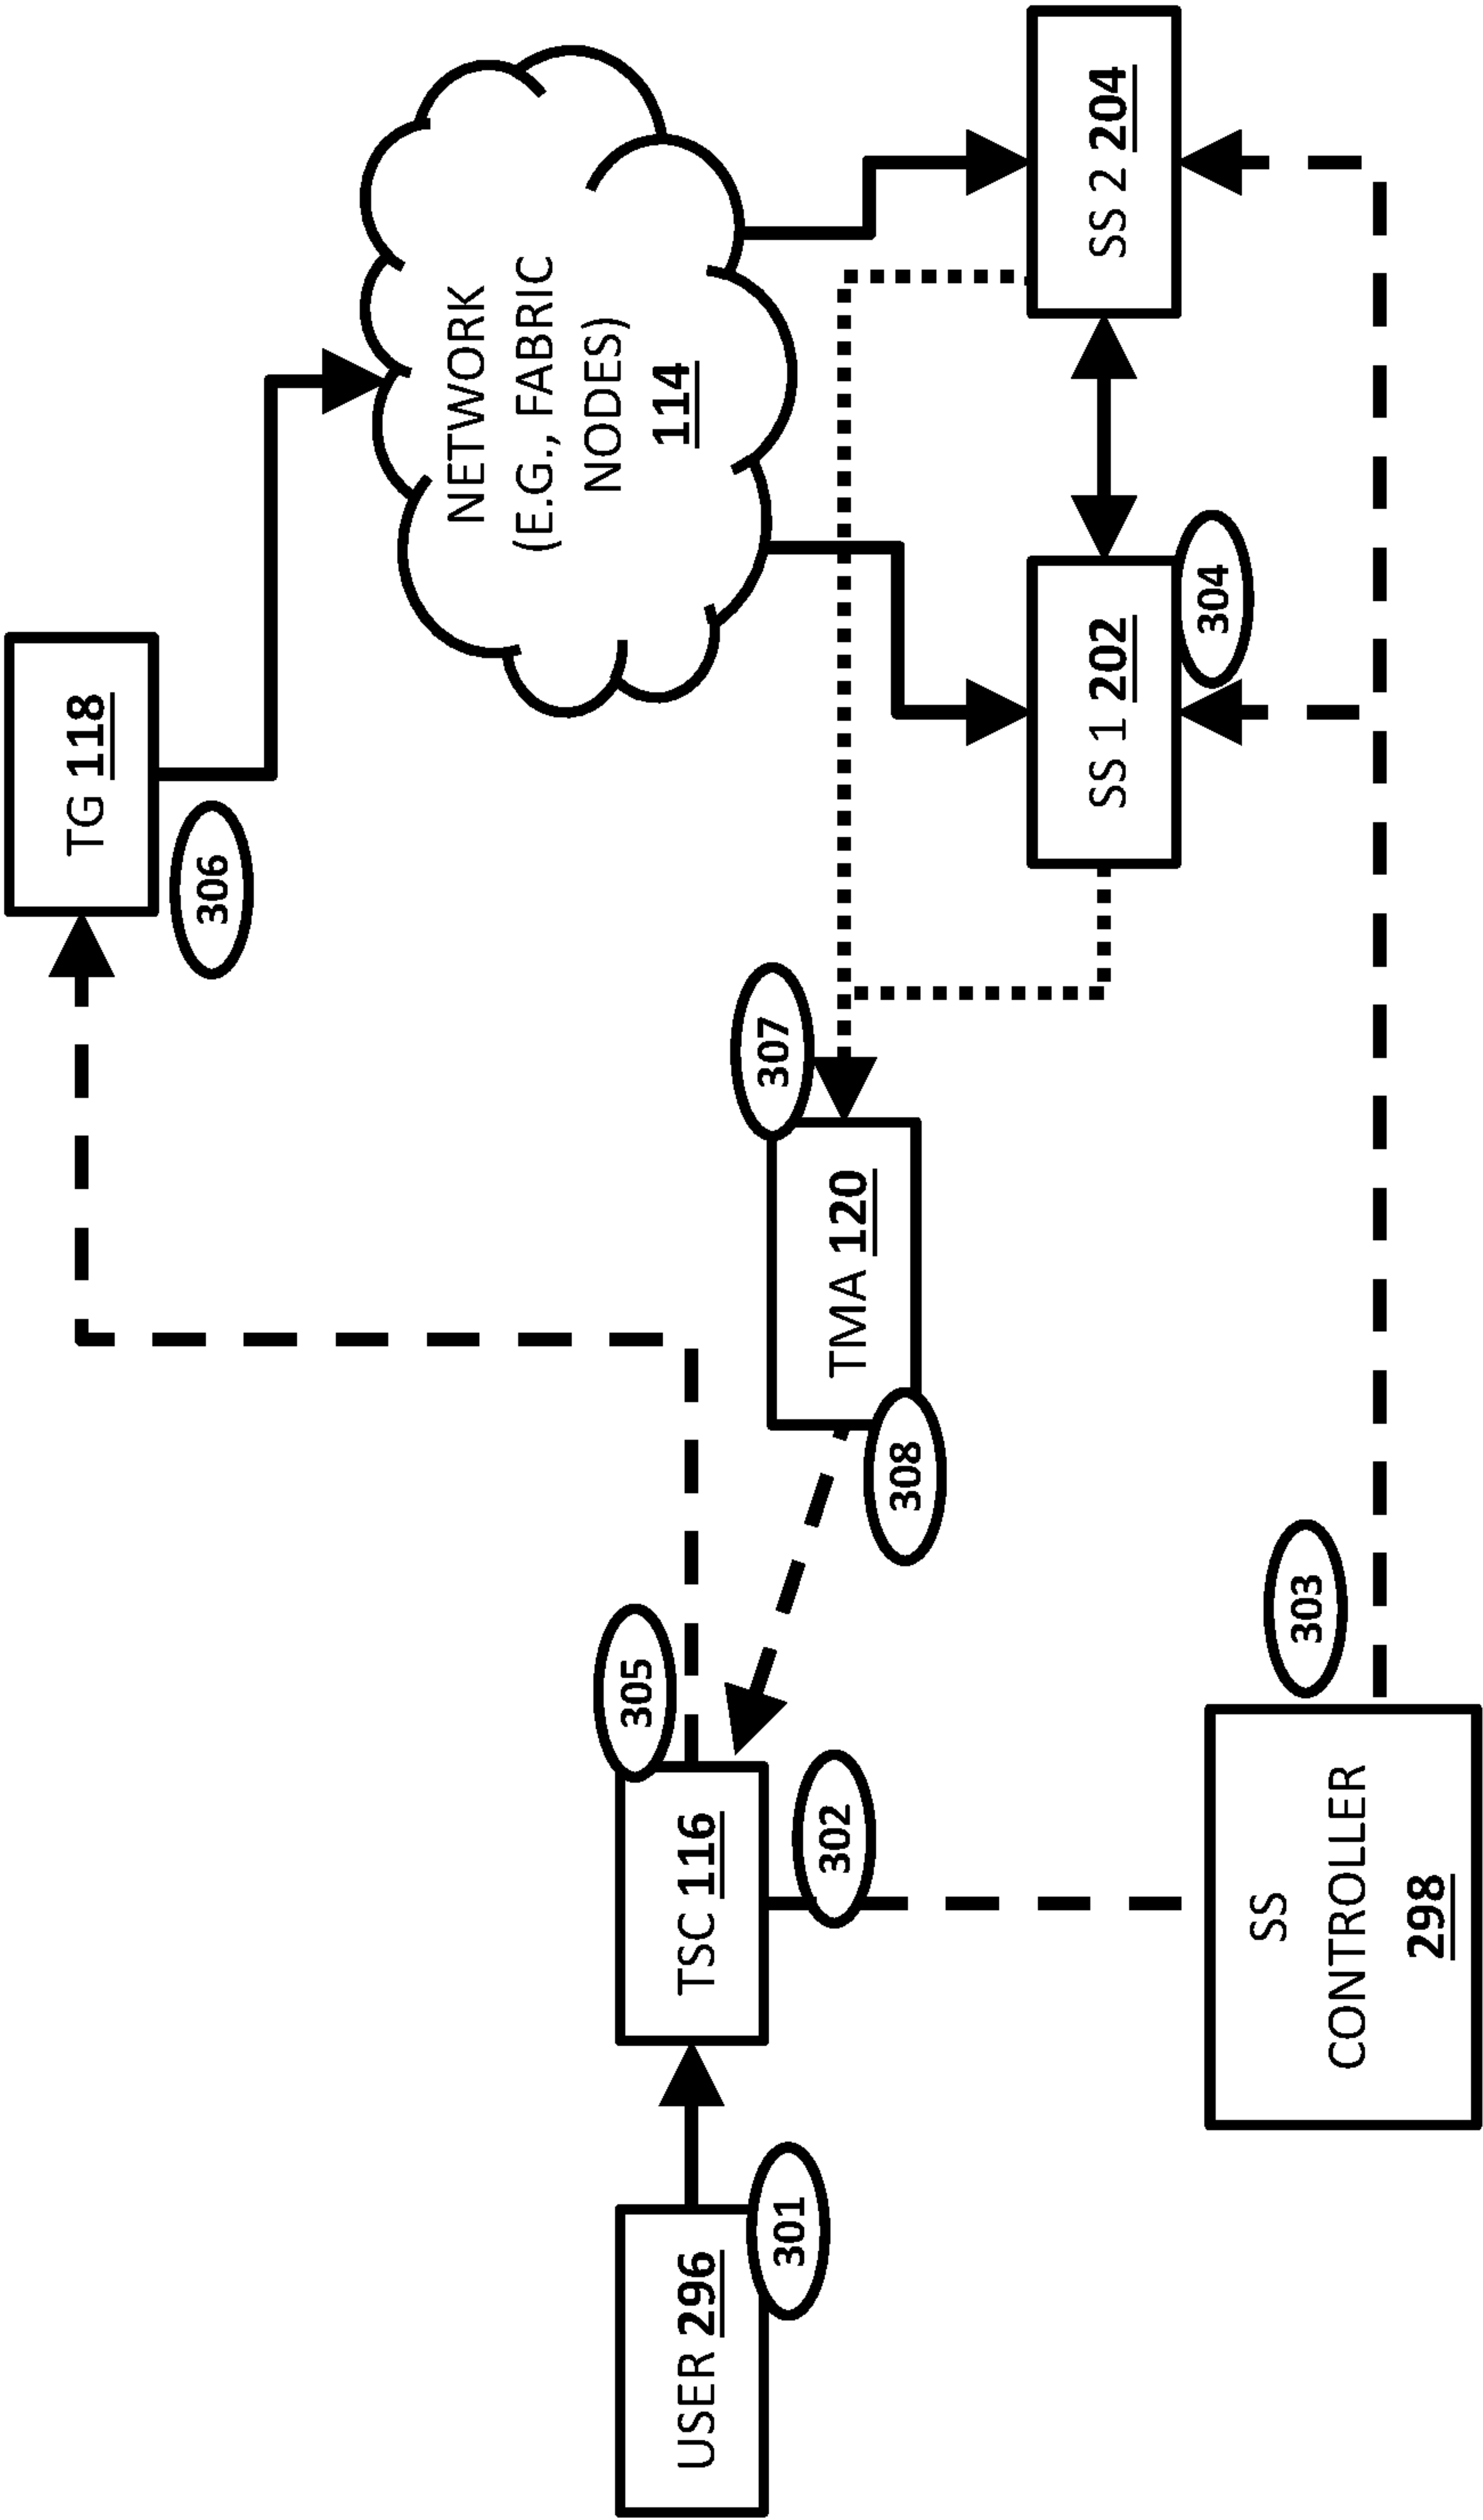 TG 118
306
NETWORK
(E.G., FABRIC
NODES)
114
305
307
USER 296
TSC 116
TMA 120
301
302
308
SS 1 202
SS 2 204
304
303
SS
CONTROLLER
298